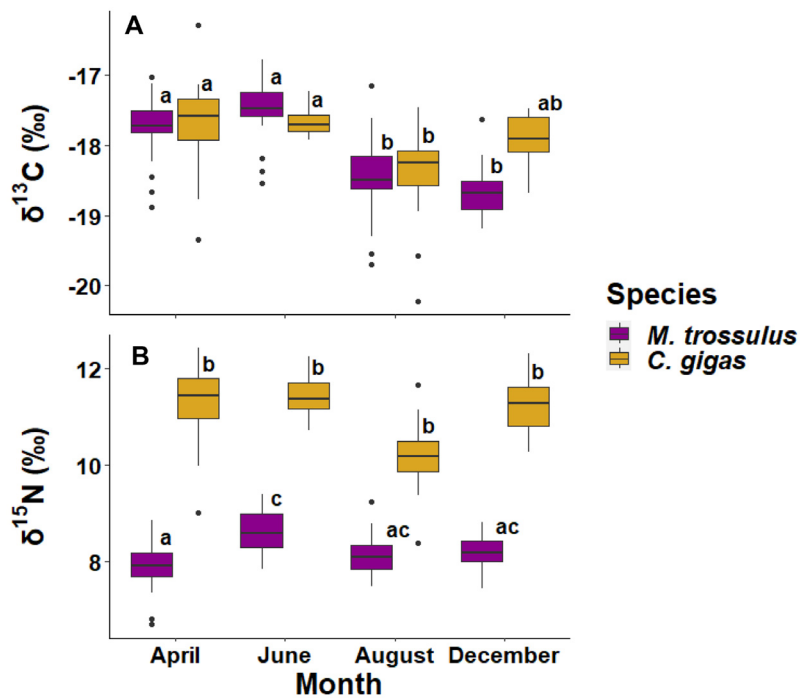 A
δ13C (‰)
-17
-18
-19
-20
a a a a b b b ab
B
δ15N (‰)
12
10
8
a b c b ac b ac b
April June August December
Month
Species
M. trossulus
C. gigas